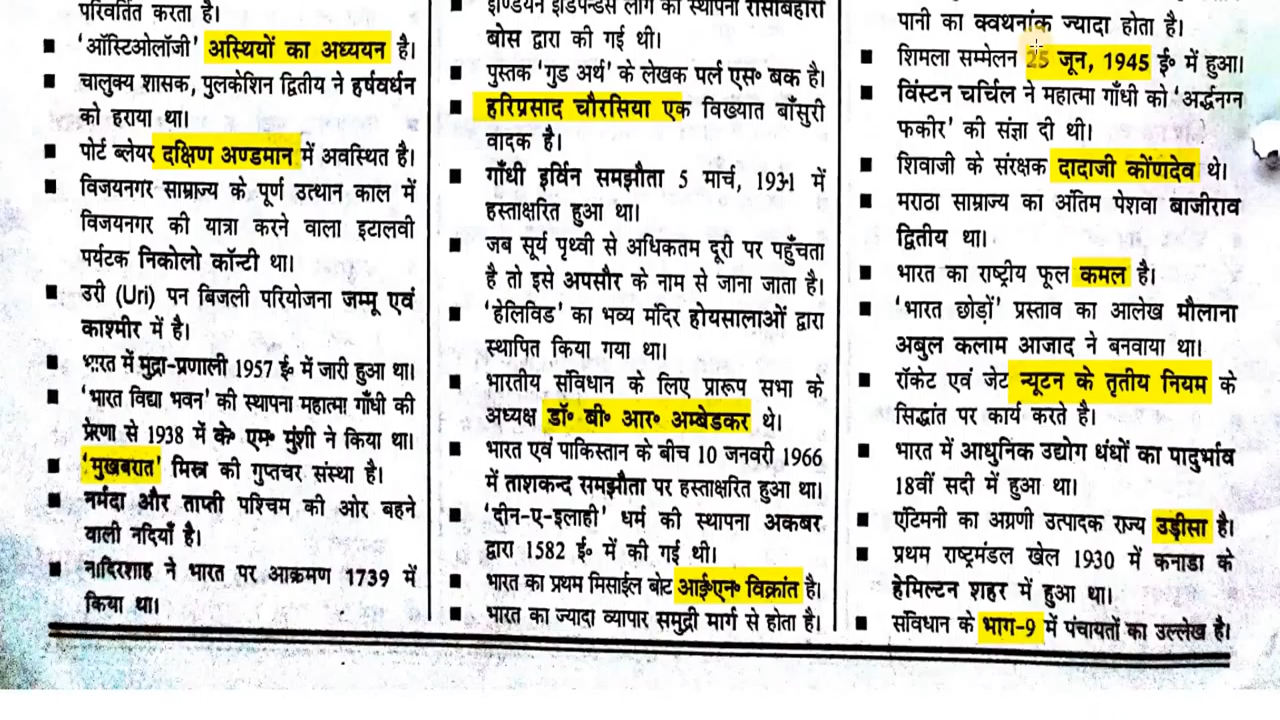 परिवर्तित करता है।
■ 'ऑस्टिओलॉजी' अस्थियों का अध्ययन है।
■ चालुक्य शासक, पुलकेशिन द्वितीय ने हर्षवर्धन
को हराया था।
■ पोर्ट ब्लेयर दक्षिण अण्डमान में अवस्थित है।
■ विजयनगर साम्राज्य के पूर्ण उत्थान काल में
विजयनगर की यात्रा करने वाला इटालवी
पर्यटक निकोलो कॉन्टी था।
■ उरी (Uri) पन बिजली परियोजना जम्मू एवं
काश्मीर में है।
■ भारत में मुद्रा-प्रणाली 1957 ई॰ में जारी हुआ था।
■ 'भारत विद्या भवन' की स्थापना महात्मा गाँधी की
प्रेरणा से 1938 में के॰ एम॰ मुंशी ने किया था।
■ 'मुखबरात' मिस्र की गुप्तचर संस्था है।
■ नर्मदा और ताप्ती पश्चिम की ओर बहने
वाली नदियाँ है।
■ नादिरशाह ने भारत पर आक्रमण 1739 में
किया था।
■ इण्डियन इंडिपेन्डेंस लीग की स्थापना रासबिहारी
बोस द्वारा की गई थी।
■ पुस्तक 'गुड अर्थ' के लेखक पर्ल एस॰ बक है।
■ हरिप्रसाद चौरसिया एक विख्यात बाँसुरी
वादक है।
■ गाँधी इर्विन समझौता 5 मार्च, 1931 में
हस्ताक्षरित हुआ था।
■ जब सूर्य पृथ्वी से अधिकतम दूरी पर पहुँचता
है तो इसे अपसौर के नाम से जाना जाता है।
■ 'हेलिविड' का भव्य मंदिर होयसालाओं द्वारा
स्थापित किया गया था।
■ भारतीय संविधान के लिए प्रारूप सभा के
अध्यक्ष डॉ॰ बी॰ आर॰ अम्बेडकर थे।
■ भारत एवं पाकिस्तान के बीच 10 जनवरी 1966
में ताशकन्द समझौता पर हस्ताक्षरित हुआ था।
■ 'दीन-ए-इलाही' धर्म की स्थापना अकबर
द्वारा 1582 ई॰ में की गई थी।
■ भारत का प्रथम मिसाईल बोट आई॰एन॰ विक्रांत है।
■ भारत का ज्यादा व्यापार समुद्री मार्ग से होता है।
पानी का क्वथनांक ज्यादा होता है।
■ शिमला सम्मेलन 25 जून, 1945 ई॰ में हुआ।
■ विंस्टन चर्चिल ने महात्मा गाँधी को 'अर्द्धनग्न
फकीर' की संज्ञा दी थी।
■ शिवाजी के संरक्षक दादाजी कोंणदेव थे।
■ मराठा साम्राज्य का अंतिम पेशवा बाजीराव
द्वितीय था।
■ भारत का राष्ट्रीय फूल कमल है।
■ 'भारत छोड़ों' प्रस्ताव का आलेख मौलाना
अबुल कलाम आजाद ने बनवाया था।
■ रॉकेट एवं जेट न्यूटन के तृतीय नियम के
सिद्धांत पर कार्य करते है।
■ भारत में आधुनिक उद्योग धंधों का पादुर्भाव
18वीं सदी में हुआ था।
■ एंटिमनी का अग्रणी उत्पादक राज्य उड़ीसा है।
■ प्रथम राष्ट्रमंडल खेल 1930 में कनाडा के
हेमिल्टन शहर में हुआ था।
■ संविधान के भाग-9 में पंचायतों का उल्लेख है।